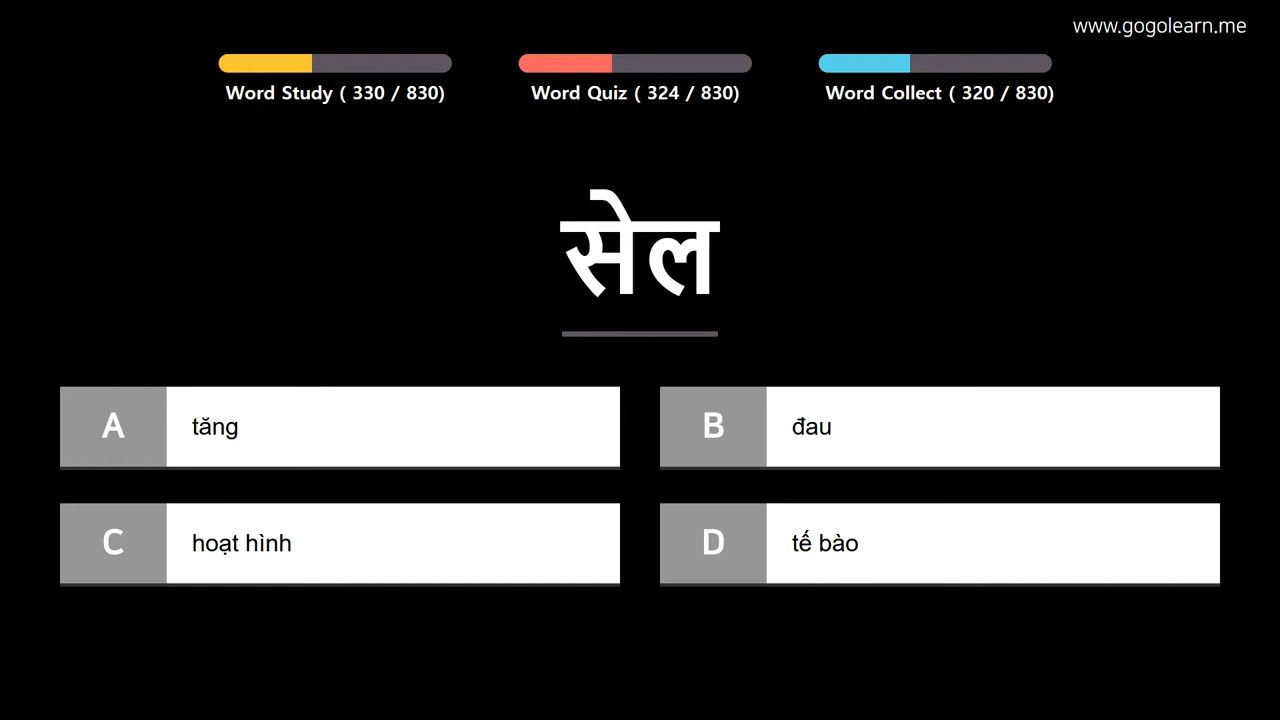 www.gogolearn.me
Word Study ( 330 / 830)
Word Quiz ( 324 / 830)
Word Collect ( 320 / 830)
सेल
A tăng
B đau
C hoạt hình
D tế bào